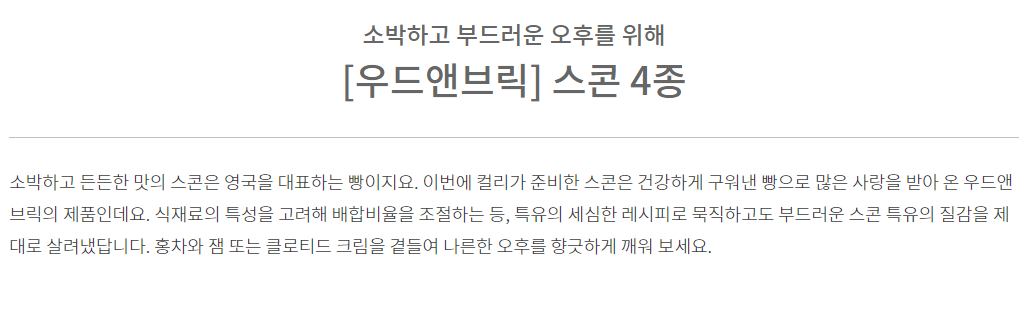 소박하고 부드러운 오후를 위해
[우드앤브릭] 스콘 4종
소박하고 든든한 맛의 스콘은 영국을 대표하는 빵이지요. 이번에 컬리가 준비한 스콘은 건강하게 구워낸 빵으로 많은 사랑을 받아 온 우드앤
브릭의 제품인데요. 식재료의 특성을 고려해 배합비율을 조절하는 등, 특유의 세심한 레시피로 묵직하고도 부드러운 스콘 특유의 질감을 제
대로 살려냈답니다. 홍차와 잼 또는 클로티드 크림을 곁들여 나른한 오후를 향긋하게 깨워 보세요.